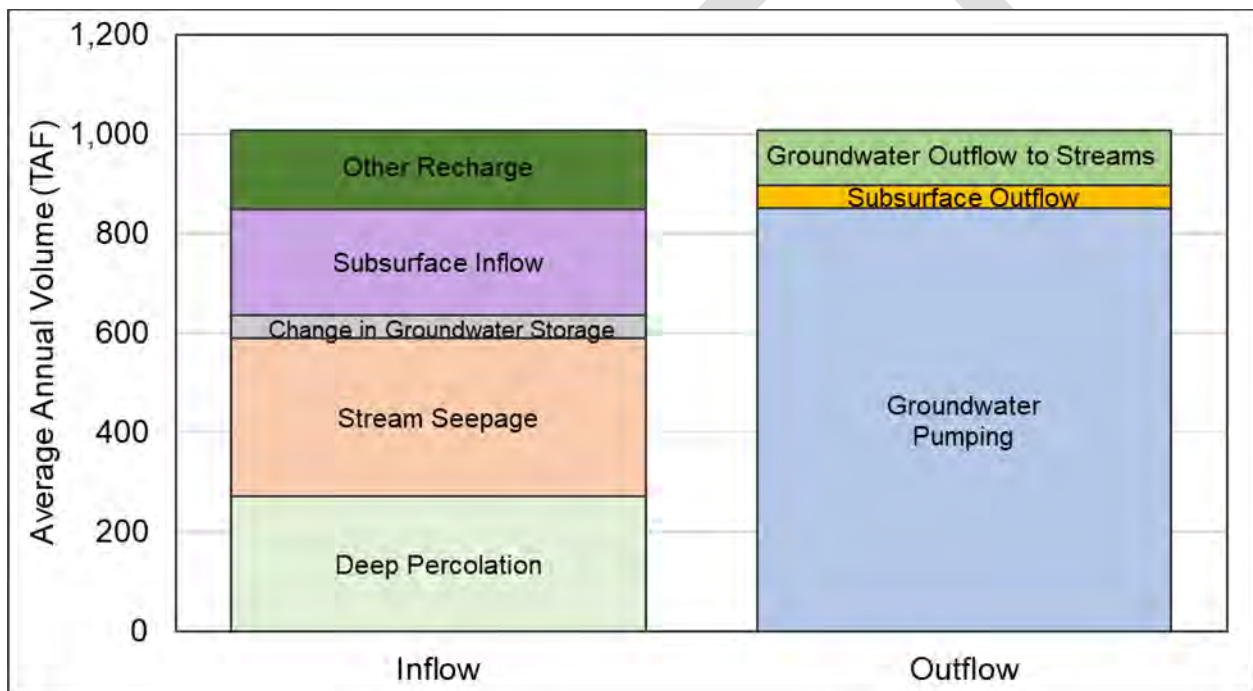 1,200
1,000
800
600
400
200
0
Average Annual Volume (TAF)
Other Recharge
Subsurface Inflow
Change in Groundwater Storage
Stream Seepage
Deep Percolation
Groundwater Outflow to Streams
Subsurface Outflow
Groundwater
Pumping
Inflow
Outflow